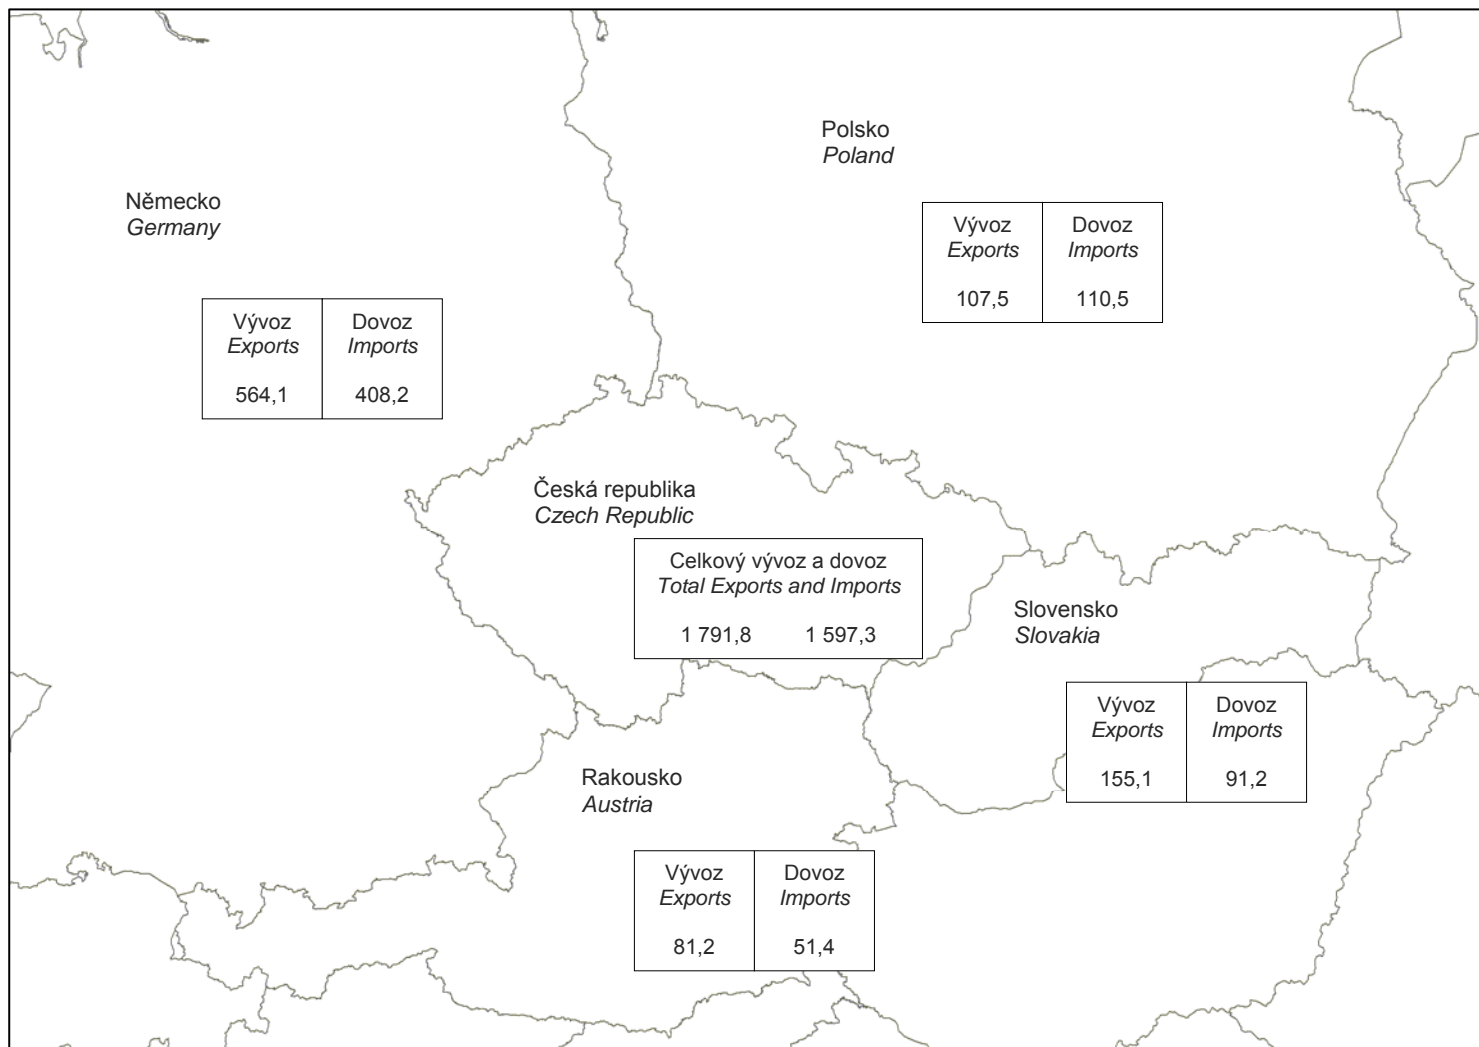 Polsko
Poland
Vývoz
Exports
107,5
Dovoz
Imports
110,5
Německo
Germany
Vývoz
Exports
564,1
Dovoz
Imports
408,2
Česká republika
Czech Republic
Celkový vývoz a dovoz
Total Exports and Imports
1 791,8 1 597,3
Slovensko
Slovakia
Vývoz
Exports
155,1
Dovoz
Imports
91,2
Rakousko
Austria
Vývoz
Exports
81,2
Dovoz
Imports
51,4